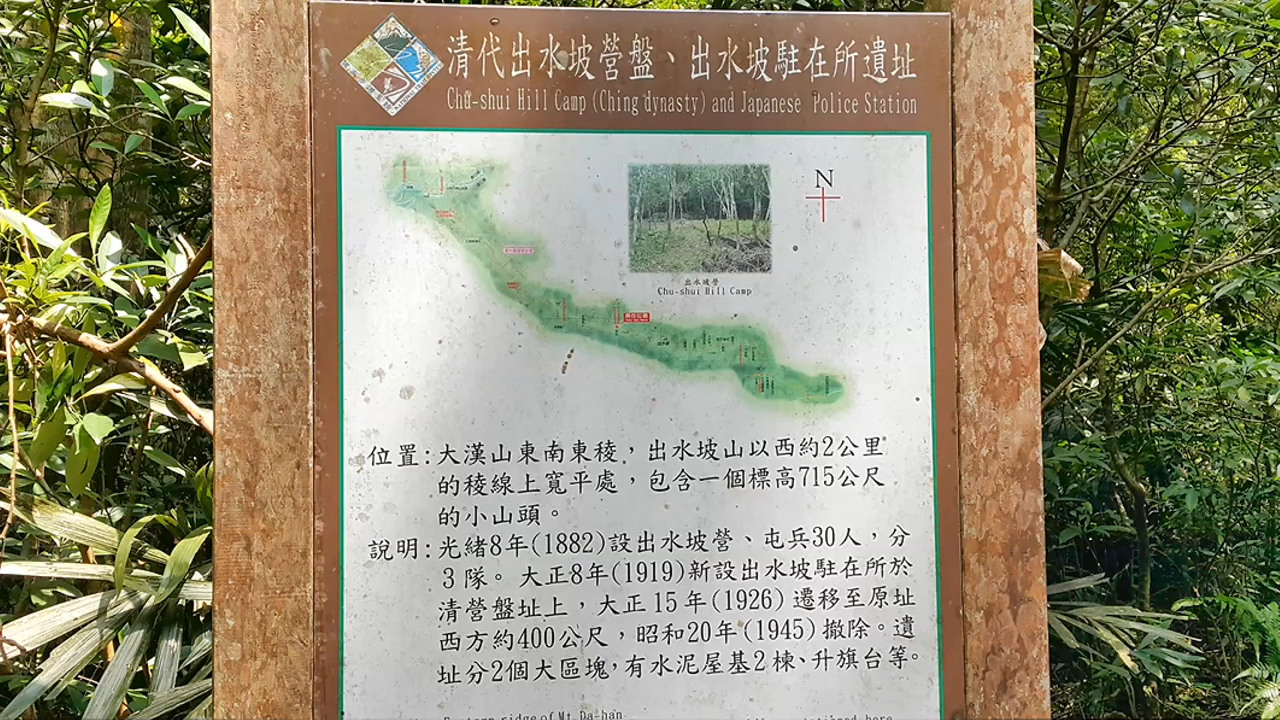 清代出水坡營盤、出水坡駐在所遺址
Chu-shui Hill Camp (Ching dynasty) and Japanese Police Station
N
出水坡營
Chu-shui Hill Camp
位置:大漢山東南東稜，出水坡山以西約2公里
的稜線上寬平處，包含一個標高715公尺
的小山頭。
說明:光緒8年(1882)設出水坡營、屯兵30人，分
3隊。大正8年(1919)新設出水坡駐在所於
清營盤址上，大正15年(1926)遷移至原址
西方約400公尺，昭和20年(1945)撤除。遺
址分2個大區塊,有水泥屋基2棟、升旗台等。
Eastern ridge of Mt. Da-han